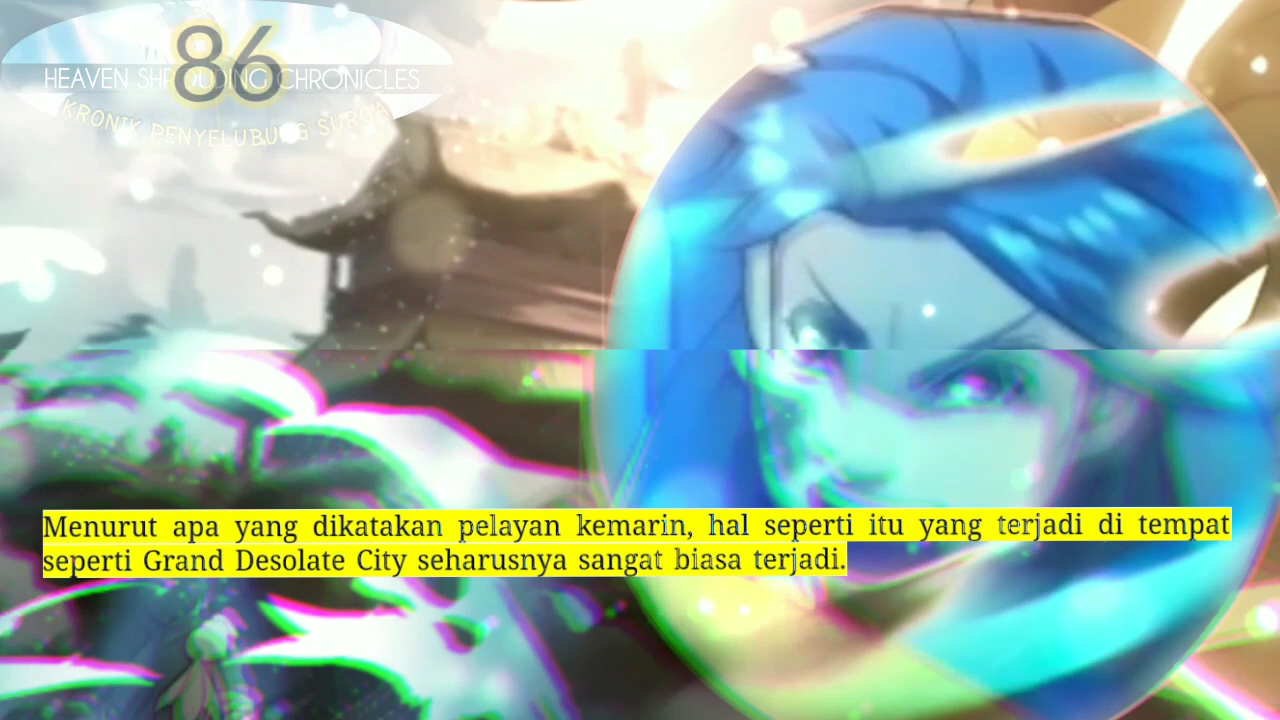 86
HEAVEN SHROUDING CHRONICLES
KRONIK PENYELUBUNG SURGA
Menurut apa yang dikatakan pelayan kemarin, hal seperti itu yang terjadi di tempat
seperti Grand Desolate City seharusnya sangat biasa terjadi.